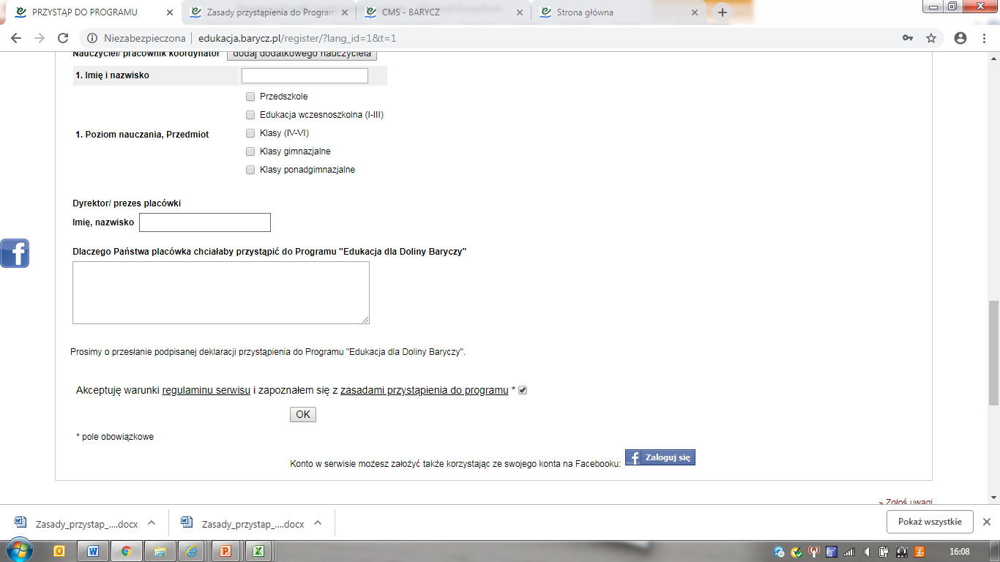 PRZYSTĄP DO PROGRAMU
Zasady przystąpienia do Program
CMS - BARYCZ
Strona główna
Niezabezpieczona
edukacja.barycz.pl/register/?lang_id=1&t=1
Nauczyciel/ pracownik koordynator dodaj dodatkowego nauczyciela
1. Imię i nazwisko
Przedszkole
Edukacja wczesnoszkolna (I-III)
1. Poziom nauczania, Przedmiot
Klasy (IV-VI)
Klasy gimnazjalne
Klasy ponadgimnazjalne
Dyrektor/ prezes placówki
Imię, nazwisko
Dlaczego Państwa placówka chciałaby przystąpić do Programu "Edukacja dla Doliny Baryczy"
Prosimy o przesłanie podpisanej deklaracji przystąpienia do Programu "Edukacja dla Doliny Baryczy".
Akceptuję warunki regulaminu serwisu i zapoznałem się z zasadami przystąpienia do programu *
OK
* pole obowiązkowe
Konto w serwisie możesz założyć także korzystając ze swojego konta na Facebooku: Zaloguj się
» Zgłoś uwagi
Zasady_przystap_....docx
Zasady_przystap_....docx
Pokaż wszystkie
16:08